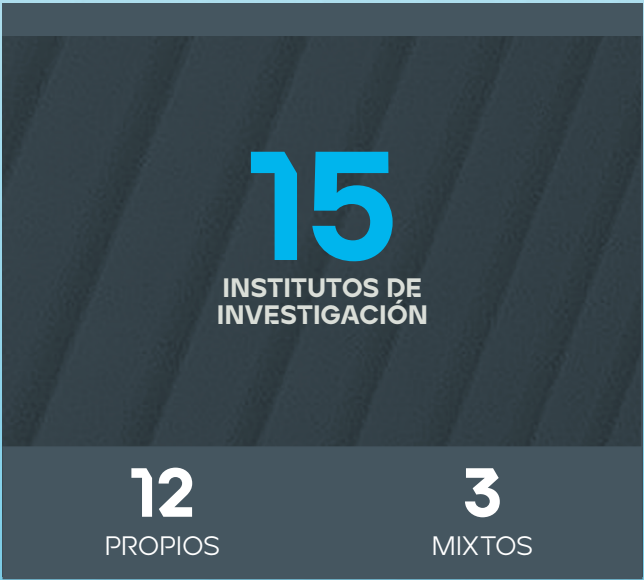 15
INSTITUTOS DE
INVESTIGACIÓN
12
PROPIOS
3
MIXTOS